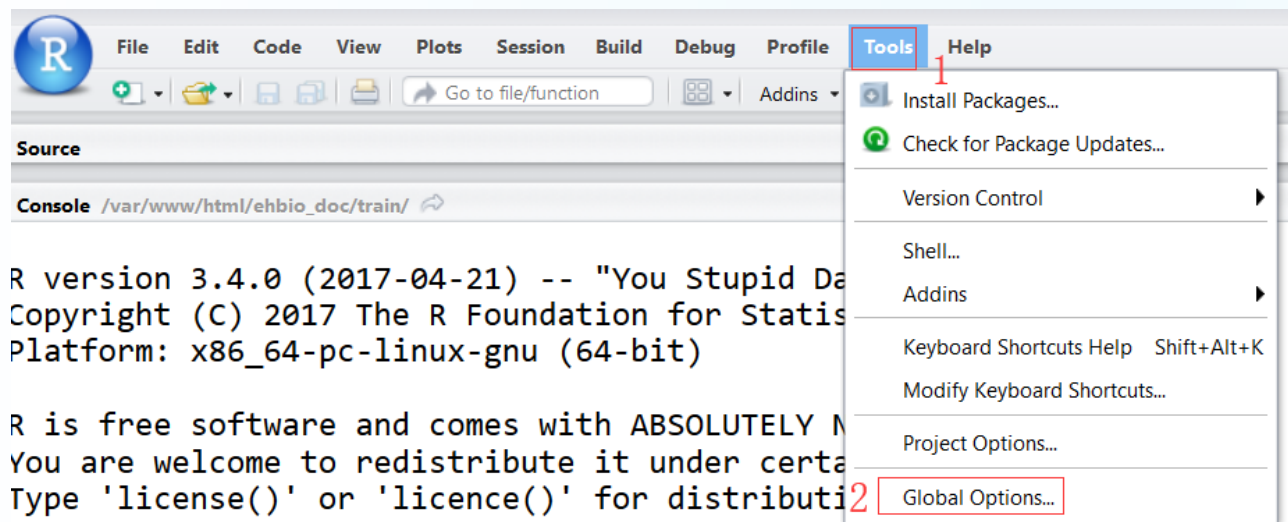 R
File Edit Code View Plots Session Build Debug Profile Tools Help
1
Go to file/function Addins
Install Packages...
Check for Package Updates...
Source
Version Control
Console /var/www/html/ehbio_doc/train/
Shell...
R version 3.4.0 (2017-04-21) -- "You Stupid Da
Addins
Copyright (C) 2017 The R Foundation for Statis
Platform: x86_64-pc-linux-gnu (64-bit)
Keyboard Shortcuts Help Shift+Alt+K
Modify Keyboard Shortcuts...
R is free software and comes with ABSOLUTELY N
Project Options...
You are welcome to redistribute it under certa
Type 'license()' or 'licence()' for distributi
2 Global Options...